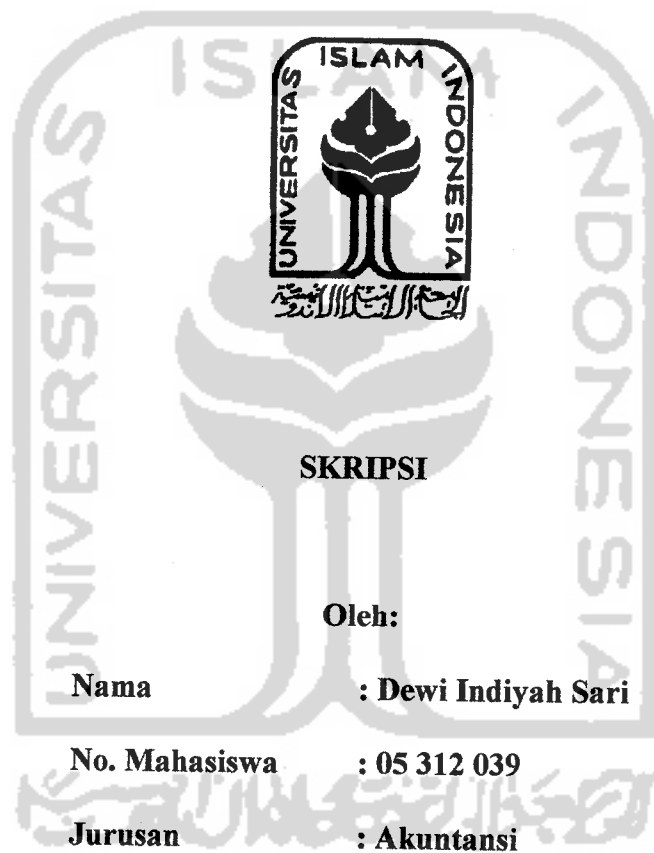 ISLAM
UNIVERSITAS
INDONESIA
SKRIPSI
Oleh:
Nama : Dewi Indiyah Sari
No. Mahasiswa : 05 312 039
Jurusan : Akuntansi